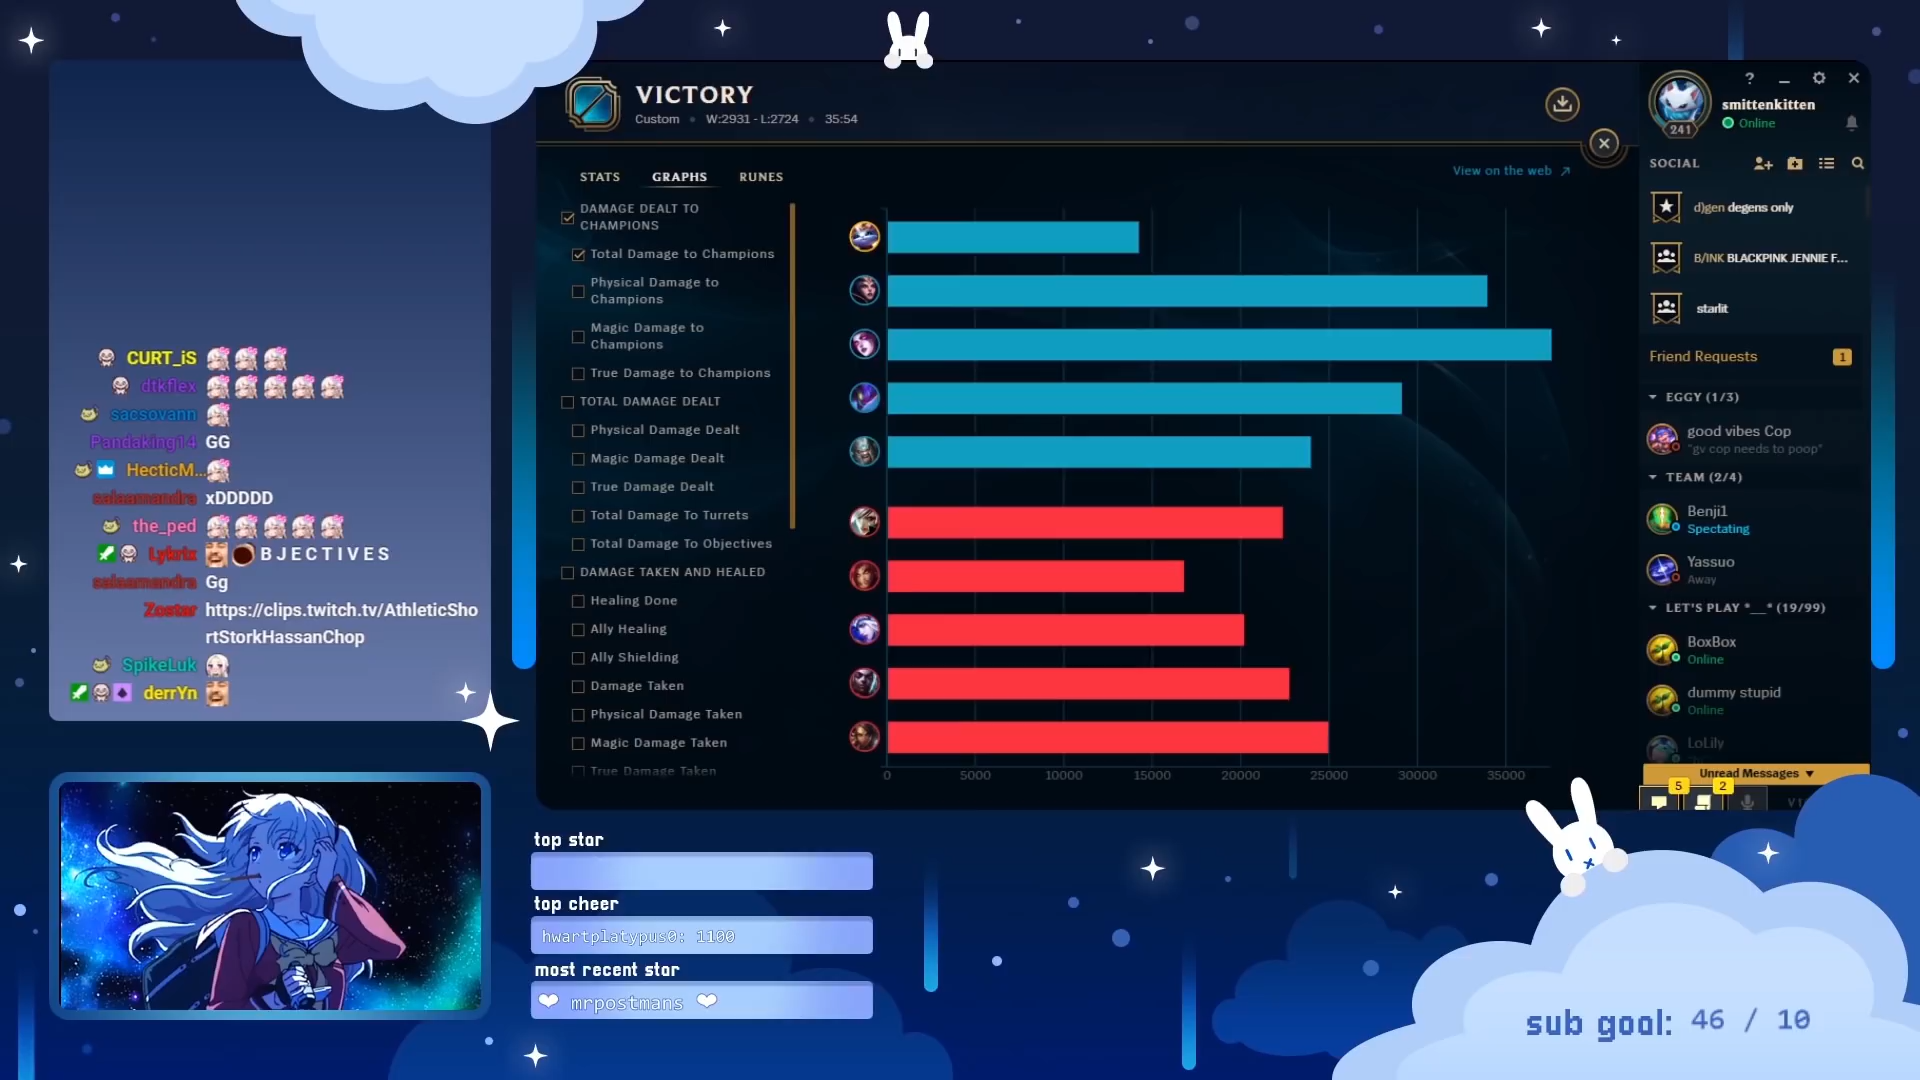 CURT_iS
dtkflex
sacsovann
Pandaking14 GG
HecticM...
salaamandra xDDDDD
the_ped
Lykrix B J E C T I V E S
salaamandra Gg
Zostar https://clips.twitch.tv/AthleticSho
rtStorkHassanChop
SpikeLuk
derrYn
VICTORY
Custom • W:2931 - L:2724 • 35:54
STATS GRAPHS RUNES
View on the web
DAMAGE DEALT TO
CHAMPIONS
Total Damage to Champions
Physical Damage to
Champions
Magic Damage to
Champions
True Damage to Champions
TOTAL DAMAGE DEALT
Physical Damage Dealt
Magic Damage Dealt
True Damage Dealt
Total Damage To Turrets
Total Damage To Objectives
DAMAGE TAKEN AND HEALED
Healing Done
Ally Healing
Ally Shielding
Damage Taken
Physical Damage Taken
Magic Damage Taken
True Damage Taken
0 5000 10000 15000 20000 25000 30000 35000
?
smittenkitten
241
Online
SOCIAL
d)gen degens only
B/INK BLACKPINK JENNIE F...
starlit
Friend Requests 1
EGGY (1/3)
good vibes Cop
"gv cop needs to poop"
TEAM (2/4)
Benji1
Spectating
Yassuo
Away
LET'S PLAY *__* (19/99)
BoxBox
Online
dummy stupid
Online
LoLily
Unread Messages
5 2
V1
top star
top cheer
hwartplatypus0: 1100
most recent star
mrpostmans
sub goal: 46 / 10